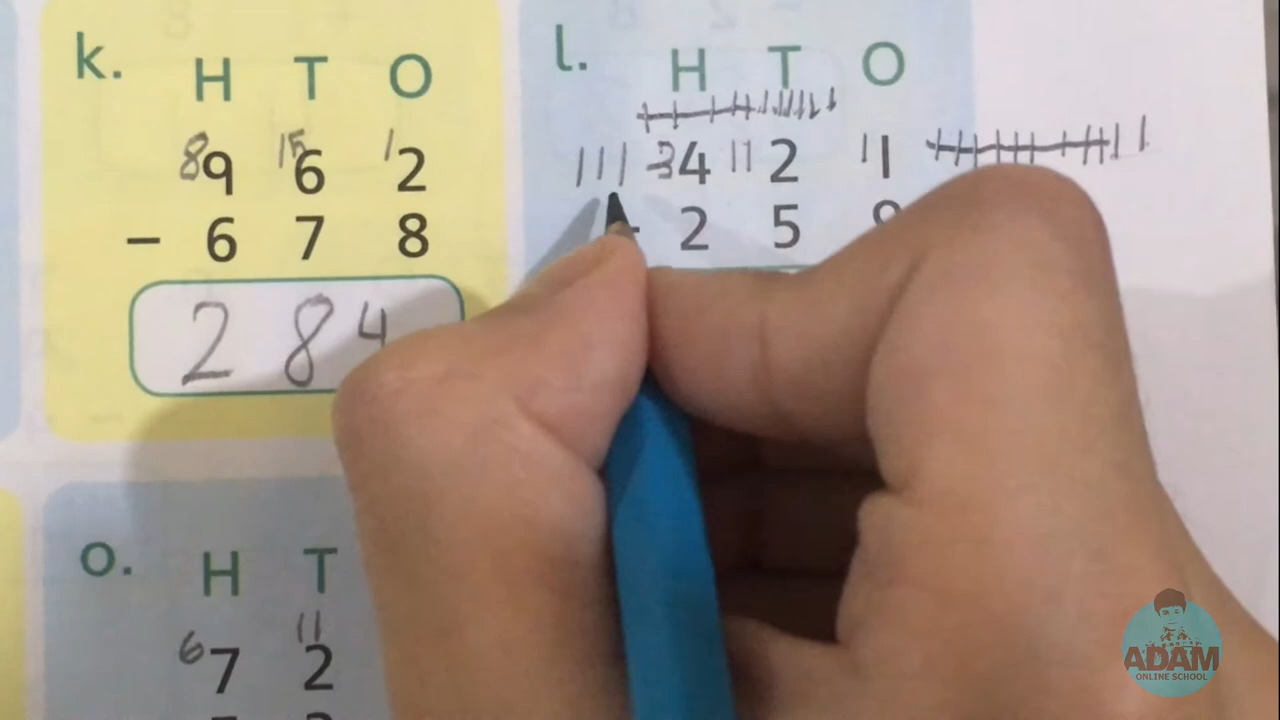 k. H T O
8 9 15 6 1 2
- 6 7 8
2 8 4
l. H T O
3 4 11 2 1 1
- 2 5
o. H T
11
6 7 2
ADAM
ONLINE SCHOOL